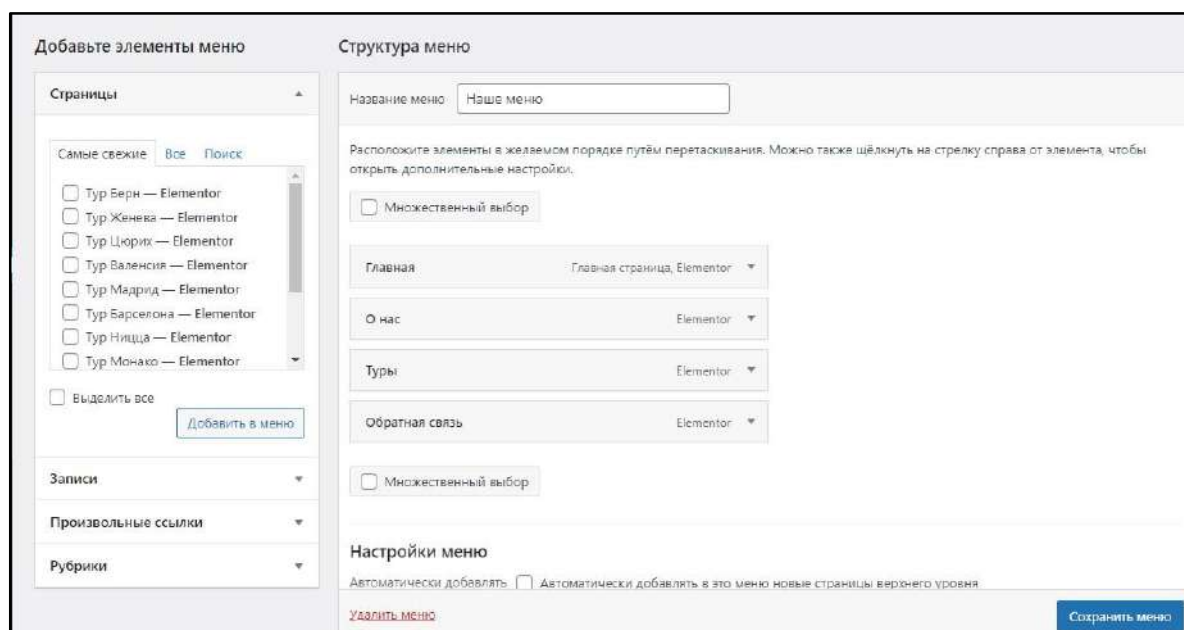 Добавьте элементы меню
Страницы
Самые свежие Все Поиск
Тур Берн — Elementor
Тур Женева — Elementor
Тур Цюрих — Elementor
Тур Валенсия — Elementor
Тур Мадрид — Elementor
Тур Барселона — Elementor
Тур Ницца — Elementor
Тур Монако — Elementor
Выделить все
Добавить в меню
Записи
Произвольные ссылки
Рубрики
Структура меню
Название меню Наше меню
Расположите элементы в желаемом порядке путём перетаскивания. Можно также щёлкнуть на стрелку справа от элемента, чтобы
открыть дополнительные настройки.
Множественный выбор
Главная Главная страница, Elementor
О нас Elementor
Туры Elementor
Обратная связь Elementor
Множественный выбор
Настройки меню
Автоматически добавлять Автоматически добавлять в это меню новые страницы верхнего уровня
Удалить меню Сохранить меню